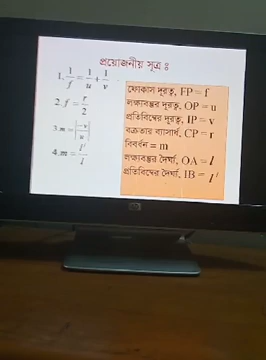 প্রয়োজনীয় সূত্র ঃ
1. 1/f = 1/u + 1/v
2. f = r/2
3. m = |-v/u|
4. m = l'/l
ফোকাস দূরত্ব, FP = f
লক্ষ্যবস্তুর দূরত্ব, OP = u
প্রতিবিম্বের দূরত্ব, IP = v
বক্রতার ব্যাসার্ধ, CP = r
বিবর্ধন = m
লক্ষ্যবস্তুর দৈর্ঘ্য, OA = l
প্রতিবিম্বের দৈর্ঘ্য, IB = l'
hp